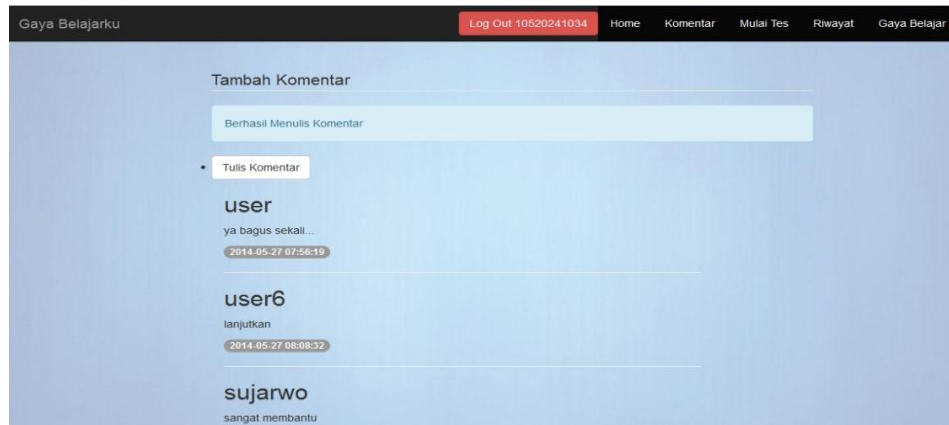 Gaya Belajarku Log Out 10520241034 Home Komentar Mulai Tes Riwayat Gaya Belajar
Tambah Komentar
Berhasil Menulis Komentar
Tulis Komentar
user
ya bagus sekali...
2014-05-27 07:56:19
user6
lanjutkan
2014-05-27 08:08:32
sujarwo
sangat membantu